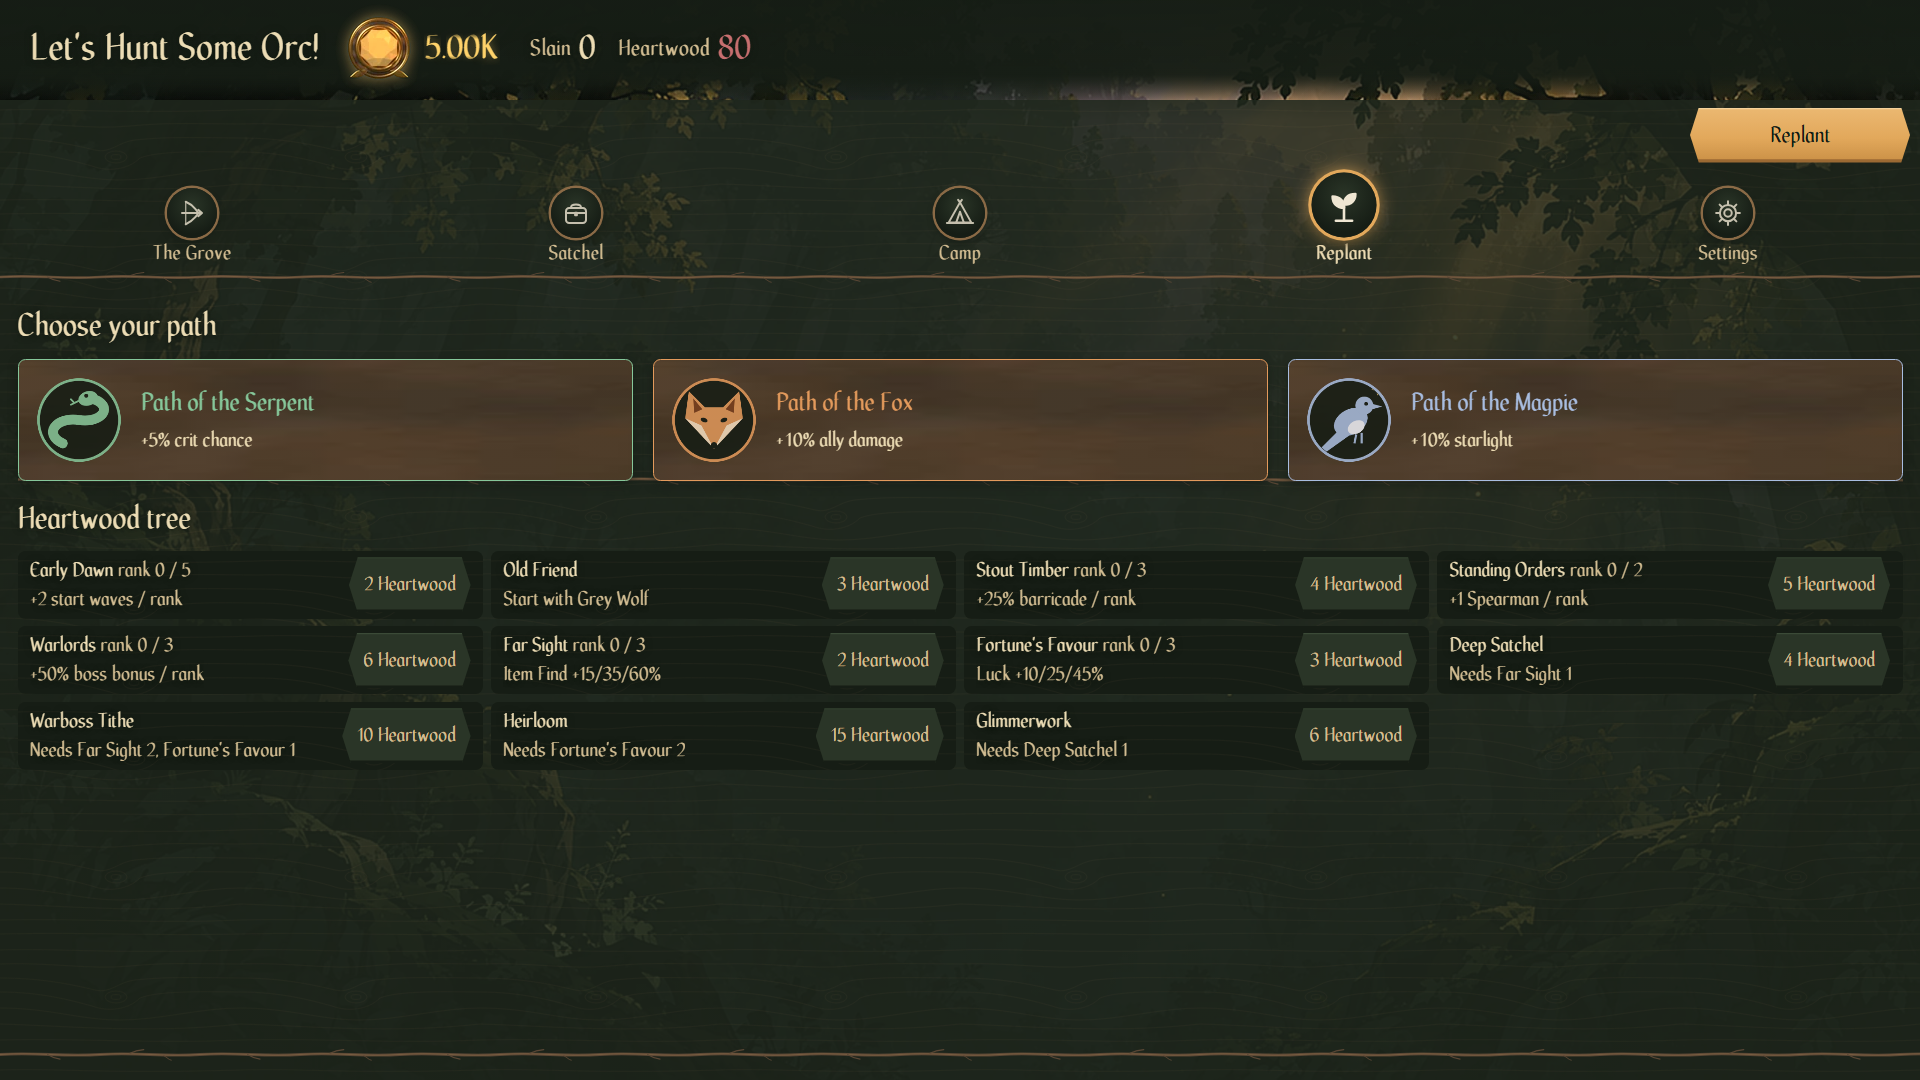 Let's Hunt Some Orc! 5.00K Slain 0 Heartwood 80
Replant
The Grove Satchel Camp Replant Settings
Choose your path
Path of the Serpent
+5% crit chance
Path of the Fox
+10% ally damage
Path of the Magpie
+10% starlight
Heartwood tree
Early Dawn rank 0 / 5
+2 start waves / rank
2 Heartwood
Old Friend
Start with Grey Wolf
3 Heartwood
Stout Timber rank 0 / 3
+25% barricade / rank
4 Heartwood
Standing Orders rank 0 / 2
+1 Spearman / rank
5 Heartwood
Warlords rank 0 / 3
+50% boss bonus / rank
6 Heartwood
Far Sight rank 0 / 3
Item Find +15/35/60%
2 Heartwood
Fortune's Favour rank 0 / 3
Luck +10/25/45%
3 Heartwood
Deep Satchel
Needs Far Sight 1
4 Heartwood
Warboss Tithe
Needs Far Sight 2, Fortune's Favour 1
10 Heartwood
Heirloom
Needs Fortune's Favour 2
15 Heartwood
Glimmerwork
Needs Deep Satchel 1
6 Heartwood